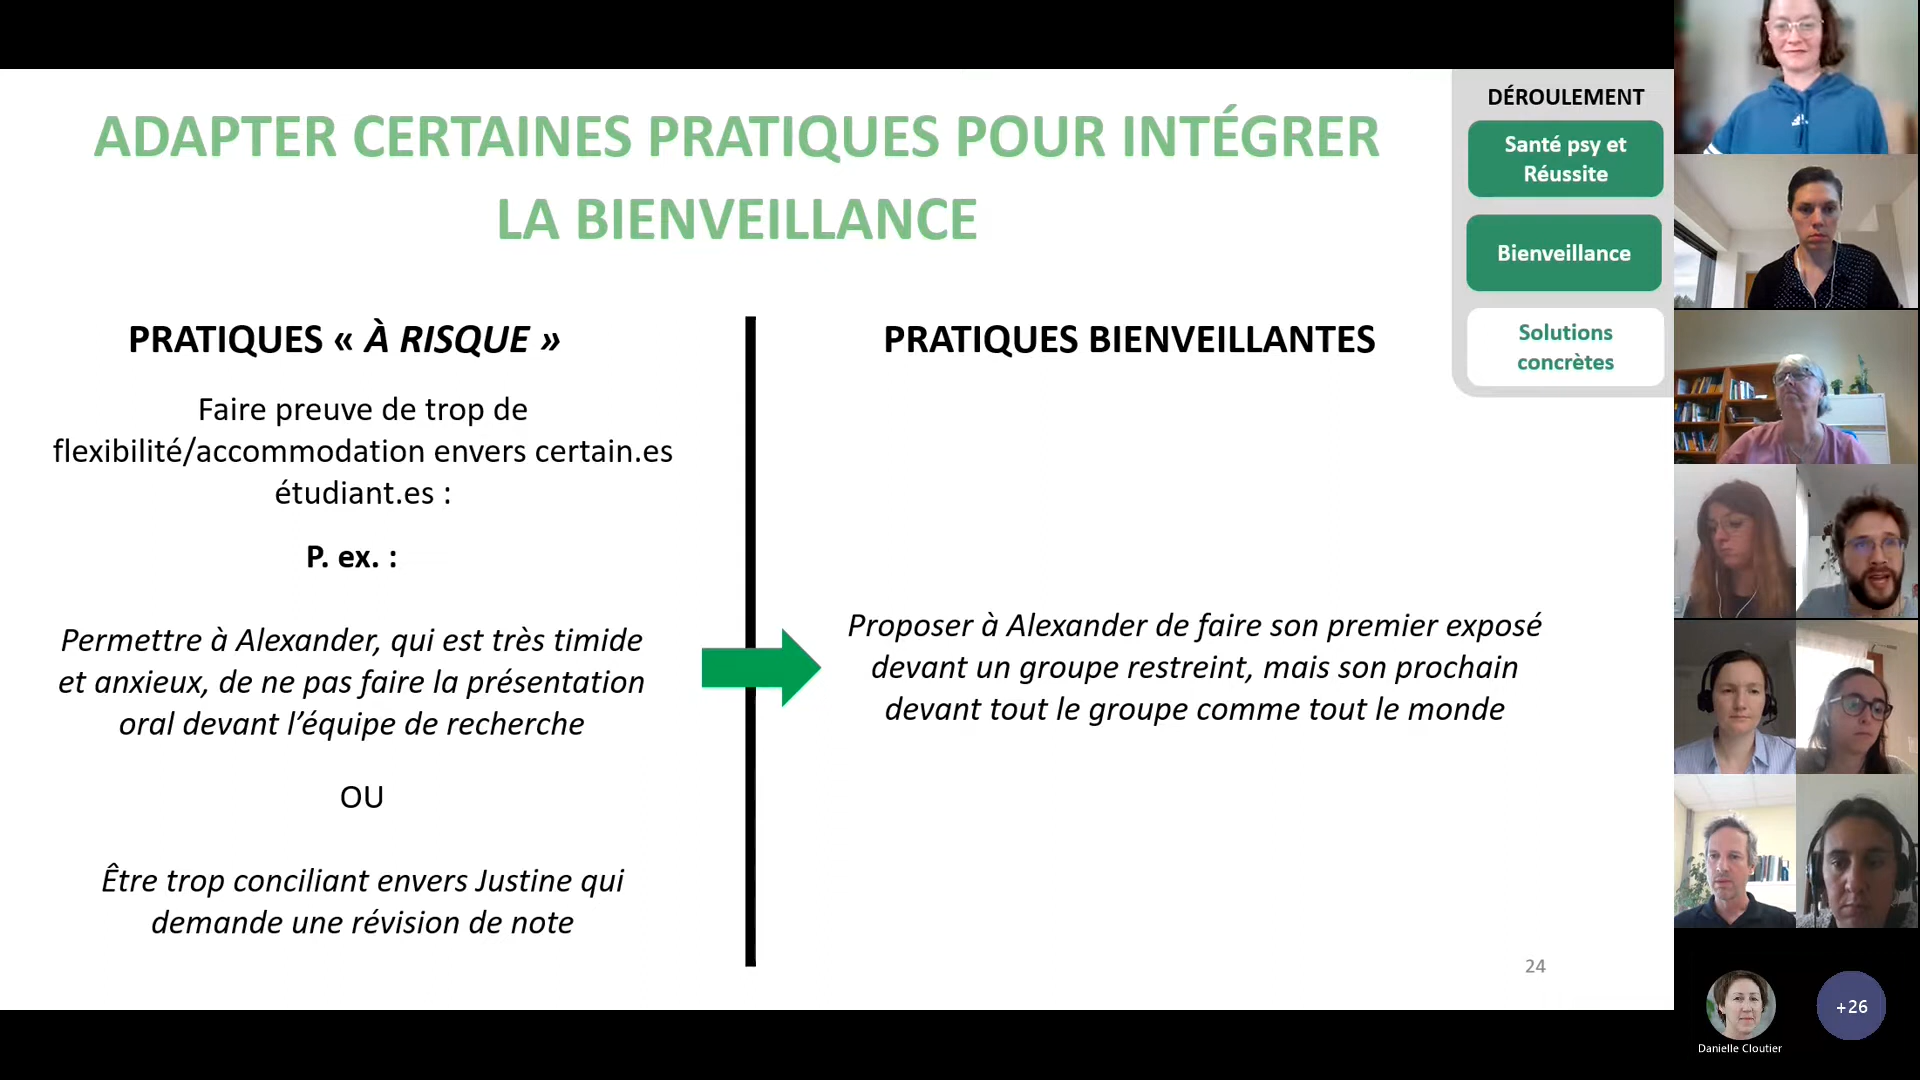 ADAPTER CERTAINES PRATIQUES POUR INTÉGRER
LA BIENVEILLANCE
PRATIQUES « À RISQUE »
Faire preuve de trop de
flexibilité/accommodation envers certain.es
étudiant.es :
P. ex. :
Permettre à Alexander, qui est très timide
et anxieux, de ne pas faire la présentation
oral devant l’équipe de recherche
OU
Être trop conciliant envers Justine qui
demande une révision de note
PRATIQUES BIENVEILLANTES
Proposer à Alexander de faire son premier exposé
devant un groupe restreint, mais son prochain
devant tout le groupe comme tout le monde
24
DÉROULEMENT
Santé psy et
Réussite
Bienveillance
Solutions
concrètes
+26
Danielle Cloutier